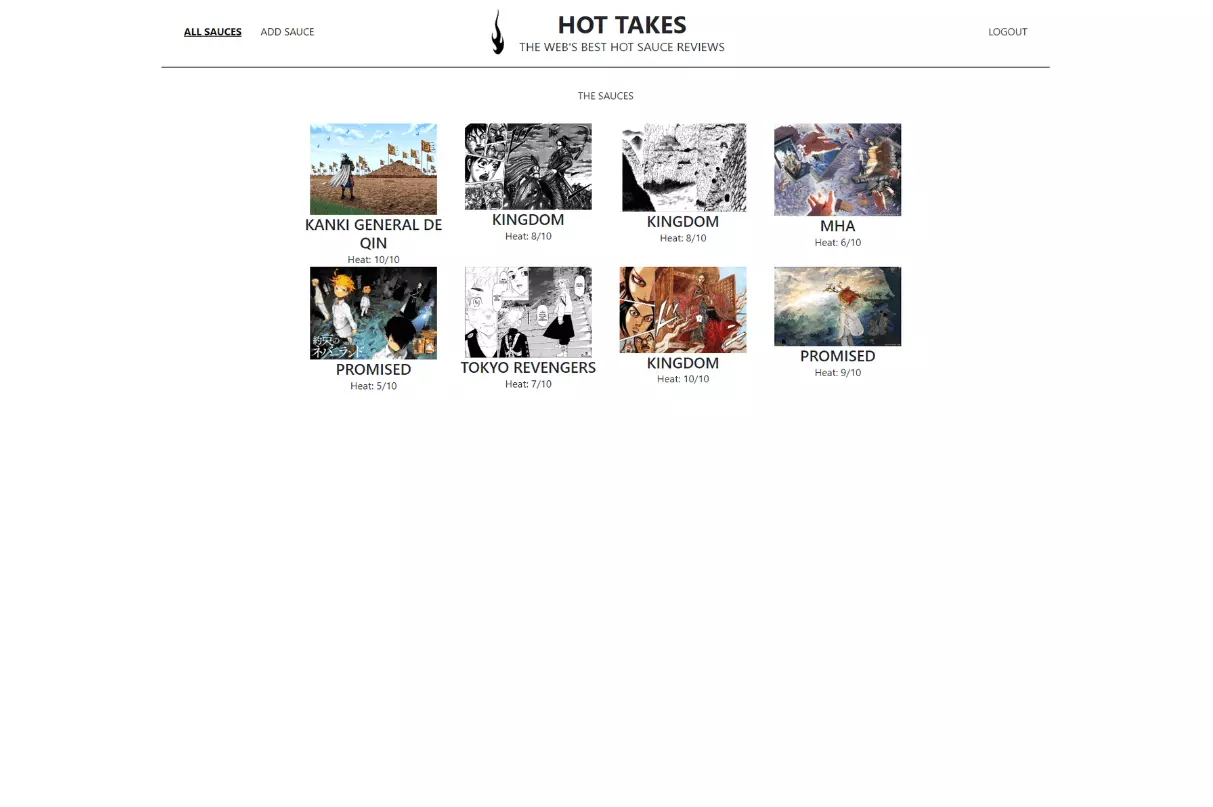 ALL SAUCES
ADD SAUCE
HOT TAKES
THE WEB'S BEST HOT SAUCE REVIEWS
LOGOUT
THE SAUCES
KANKI GENERAL DE
QIN
Heat: 10/10
KINGDOM
Heat: 8/10
KINGDOM
Heat: 8/10
MHA
Heat: 6/10
約束の
ネバーランド
PROMISED
Heat: 5/10
TOKYO REVENGERS
Heat: 7/10
KINGDOM
Heat: 10/10
PROMISED
Heat: 9/10